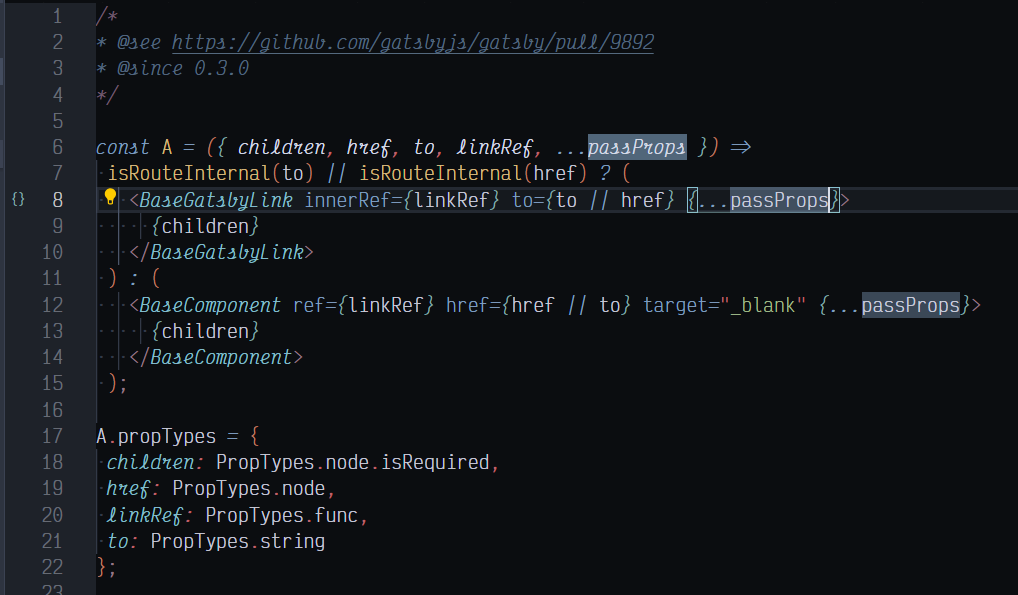 1 /*
2 * @see https://github.com/gatsbyjs/gatsby/pull/9892
3 * @since 0.3.0
4 */
5
6 const A = ({ children, href, to, linkRef, ...passProps }) =>
7 isRouteInternal(to) || isRouteInternal(href) ? (
{} 8 <BaseGatsbyLink innerRef={linkRef} to={to || href} {...passProps}>
9 {children}
10 </BaseGatsbyLink>
11 ) : (
12 <BaseComponent ref={linkRef} href={href || to} target="_blank" {...passProps}>
13 {children}
14 </BaseComponent>
15 );
16
17 A.propTypes = {
18 children: PropTypes.node.isRequired,
19 href: PropTypes.node,
20 linkRef: PropTypes.func,
21 to: PropTypes.string
22 };
23